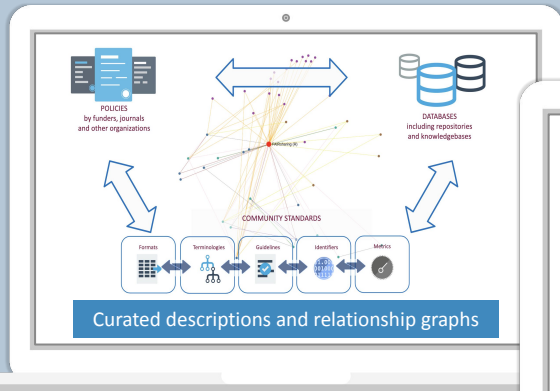 POLICIES
by funders, journals
and other organizations
DATABASES
including repositories
and knowledgebases
FAIRsharing (R)
COMMUNITY STANDARDS
Formats
Terminologies
Guidelines
Identifiers
Metrics
Curated descriptions and relationship graphs